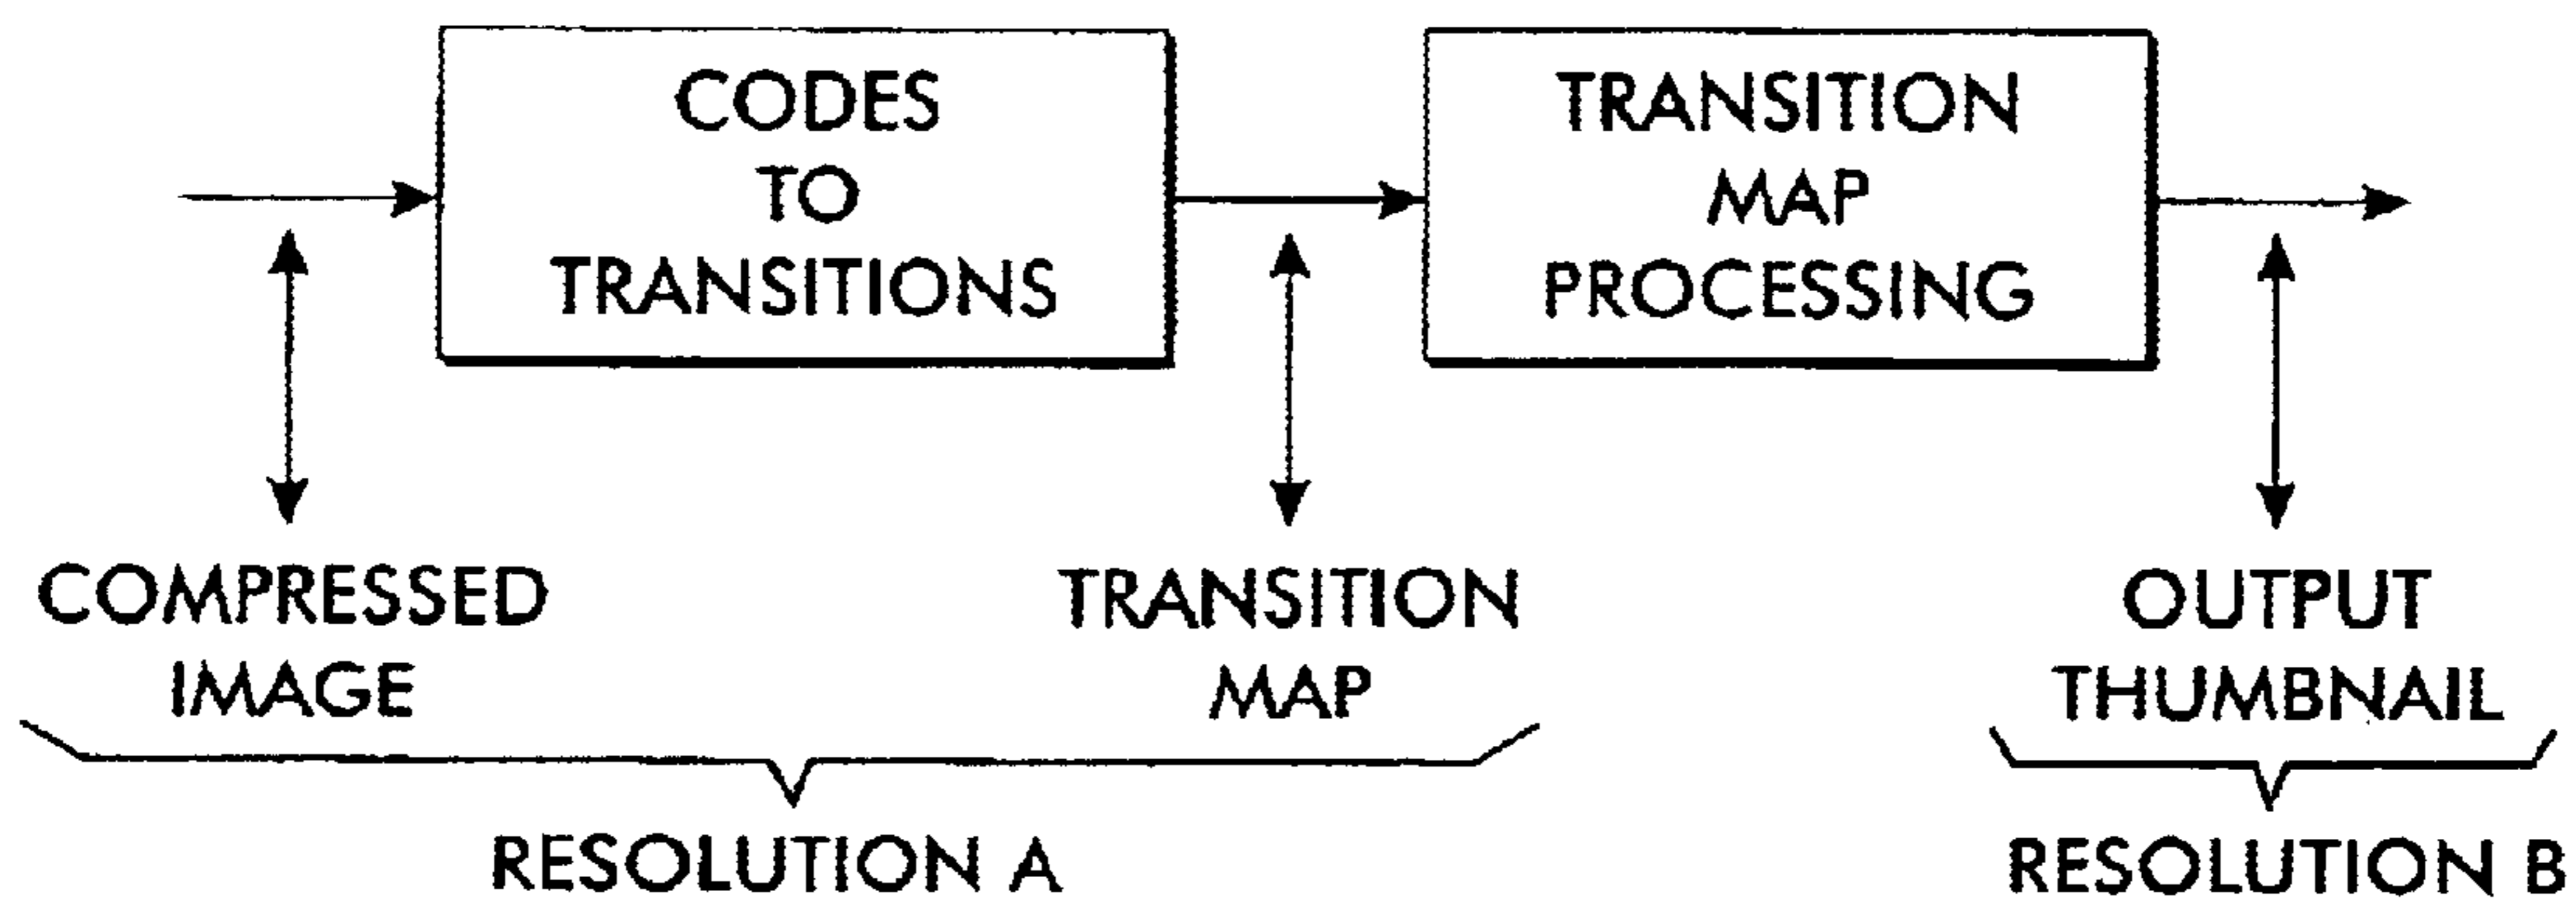 CODES
TO
TRANSITIONS
TRANSITION
MAP
PROCESSING
COMPRESSED
IMAGE
TRANSITION
MAP
OUTPUT
THUMBNAIL
RESOLUTION A
RESOLUTION B